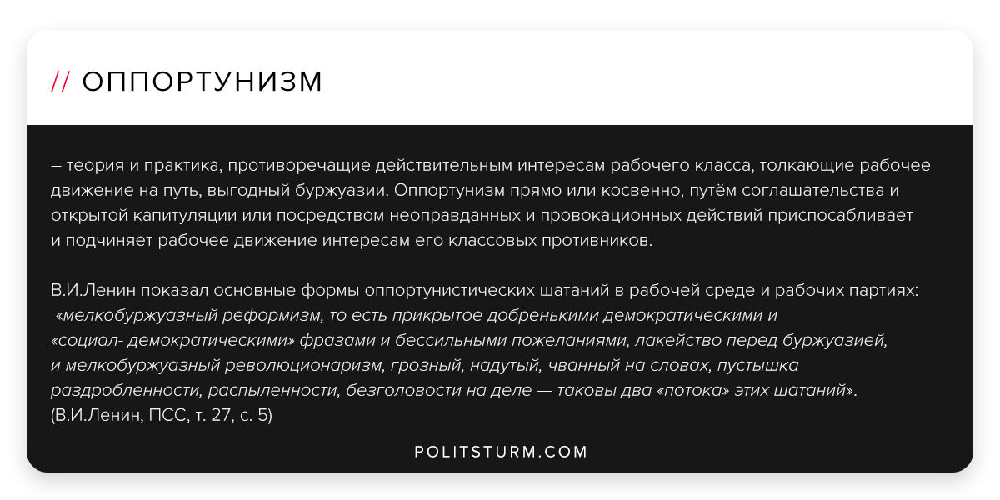 // ОППОРТУНИЗМ
– теория и практика, противоречащие действительным интересам рабочего класса, толкающие рабочее
движение на путь, выгодный буржуазии. Оппортунизм прямо или косвенно, путём соглашательства и
открытой капитуляции или посредством неоправданных и провокационных действий приспосабливает
и подчиняет рабочее движение интересам его классовых противников.
В.И.Ленин показал основные формы оппортунистических шатаний в рабочей среде и рабочих партиях:
«мелкобуржуазный реформизм, то есть прикрытое добренькими демократическими и
«социал- демократическими» фразами и бессильными пожеланиями, лакейство перед буржуазией,
и мелкобуржуазный революционаризм, грозный, надутый, чванный на словах, пустышка
раздробленности, распыленности, безголовости на деле — таковы два «потока» этих шатаний».
(В.И.Ленин, ПСС, т. 27, с. 5)
POLITSTURM.COM